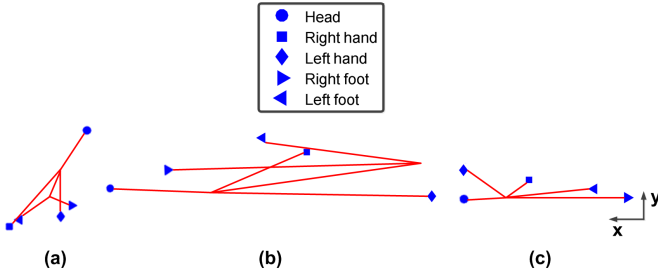 Head
Right hand
Left hand
Right foot
Left foot
y
x
(a)
(b)
(c)